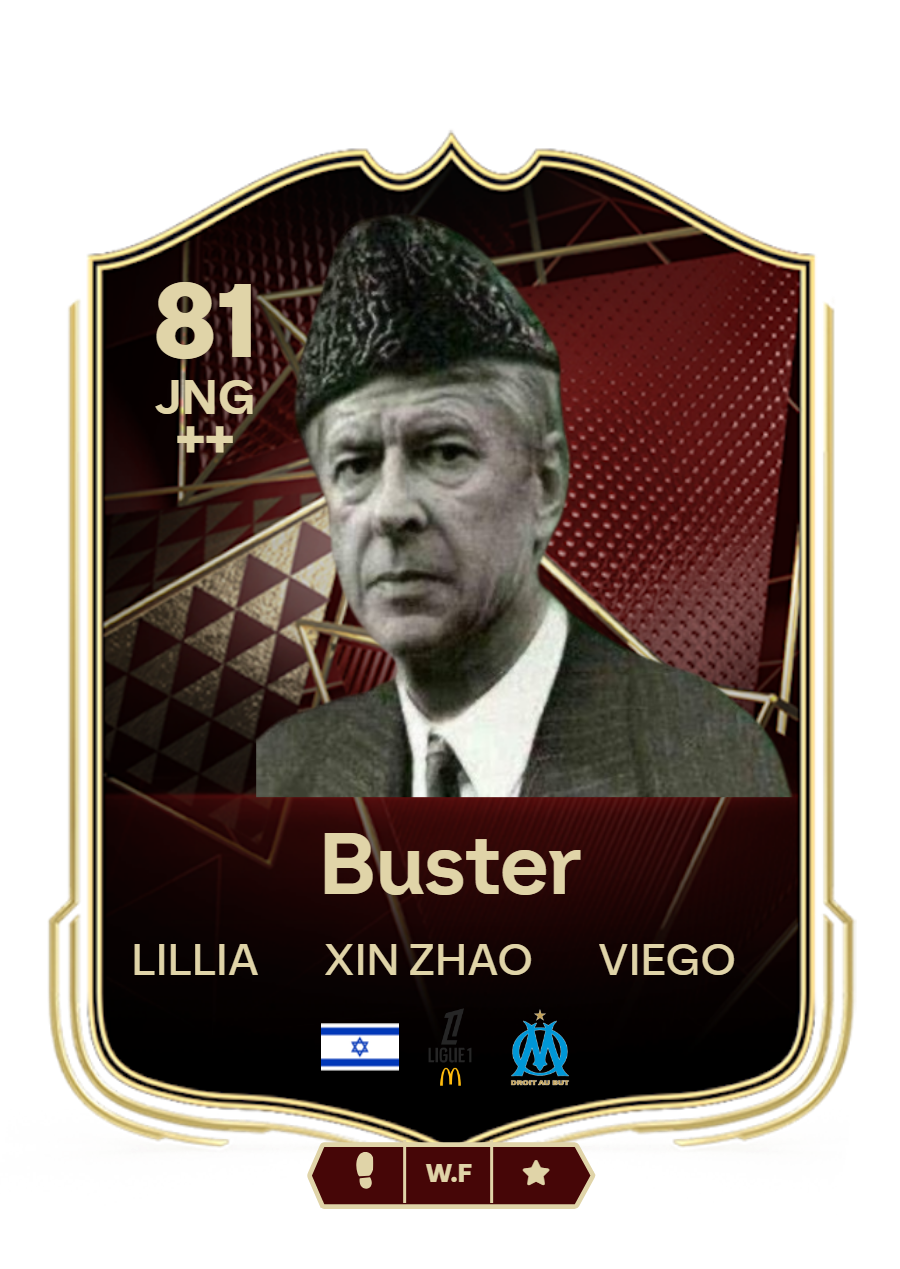 81
JNG
++
Buster
LILLIA XIN ZHAO VIEGO
LIGUE 1
DROIT AU BUT
W.F